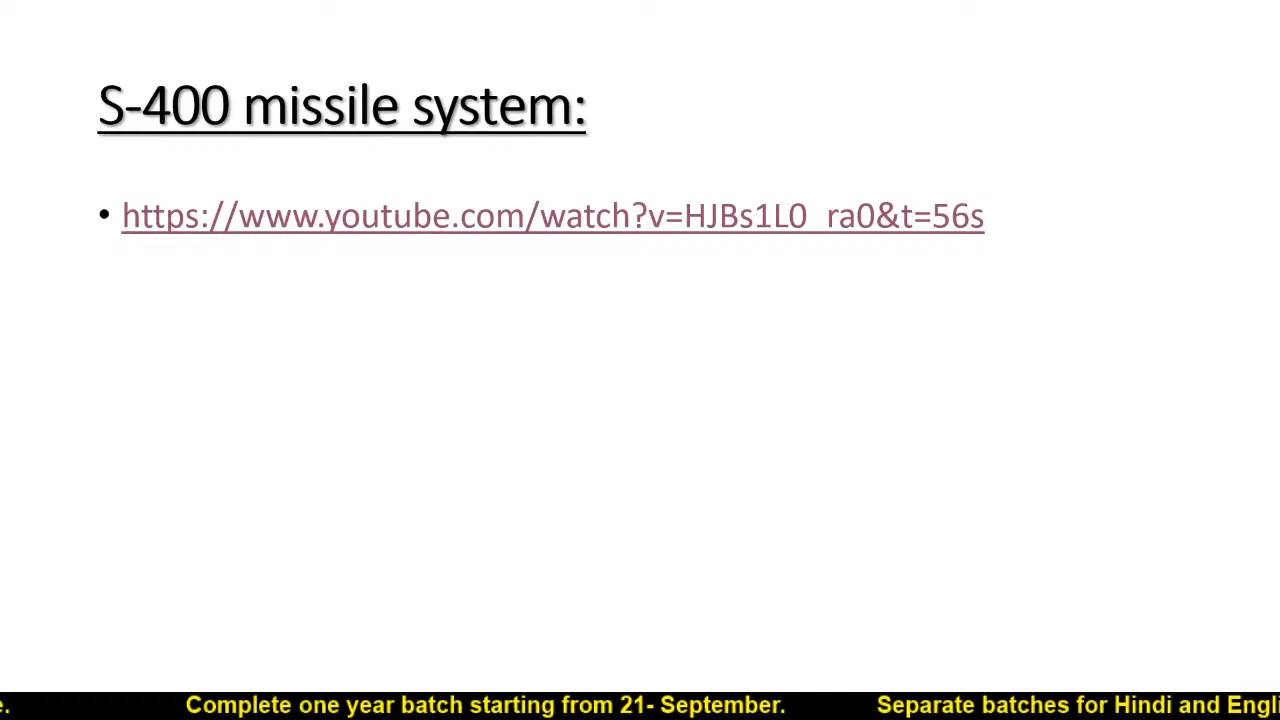 S-400 missile system:
• https://www.youtube.com/watch?v=HJBs1L0_ra0&t=56s
e. Complete one year batch starting from 21- September. Separate batches for Hindi and Engli